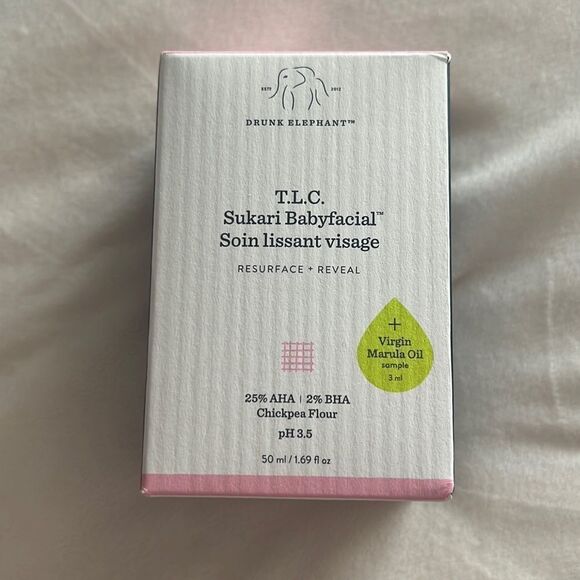 ESTD 2012
DRUNK ELEPHANT™
T.L.C.
Sukari Babyfacial™
Soin lissant visage
RESURFACE + REVEAL
+
Virgin
Marula Oil
sample
3 ml
25% AHA | 2% BHA
Chickpea Flour
pH 3.5
50 ml / 1.69 fl oz